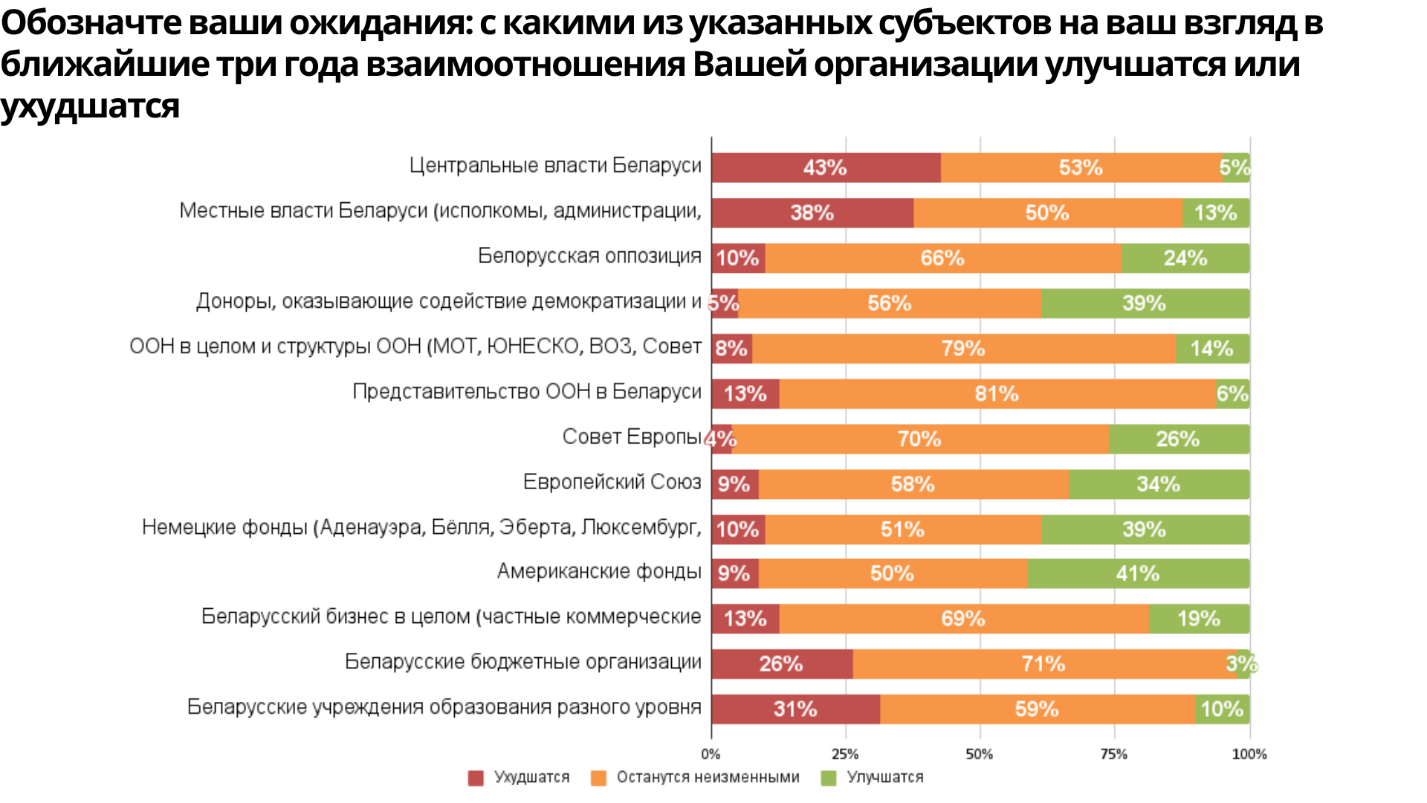 Обозначте ваши ожидания: с какими из указанных субъектов на ваш взгляд в
ближайшие три года взаимоотношения Вашей организации улучшатся или
ухудшатся
Центральные власти Беларуси 43% 53% 5%
Местные власти Беларуси (исполкомы, администрации, 38% 50% 13%
Белорусская оппозиция 10% 66% 24%
Доноры, оказывающие содействие демократизации и 5% 56% 39%
ООН в целом и структуры ООН (МОТ, ЮНЕСКО, ВОЗ, Совет 8% 79% 14%
Представительство ООН в Беларуси 13% 81% 6%
Совет Европы 4% 70% 26%
Европейский Союз 9% 58% 34%
Немецкие фонды (Аденауэра, Бёлля, Эберта, Люксембург, 10% 51% 39%
Американские фонды 9% 50% 41%
Беларусский бизнес в целом (частные коммерческие 13% 69% 19%
Беларусские бюджетные организации 26% 71% 3%
Беларусские учреждения образования разного уровня 31% 59% 10%
0% 25% 50% 75% 100%
Ухудшатся Останутся неизменными Улучшатся